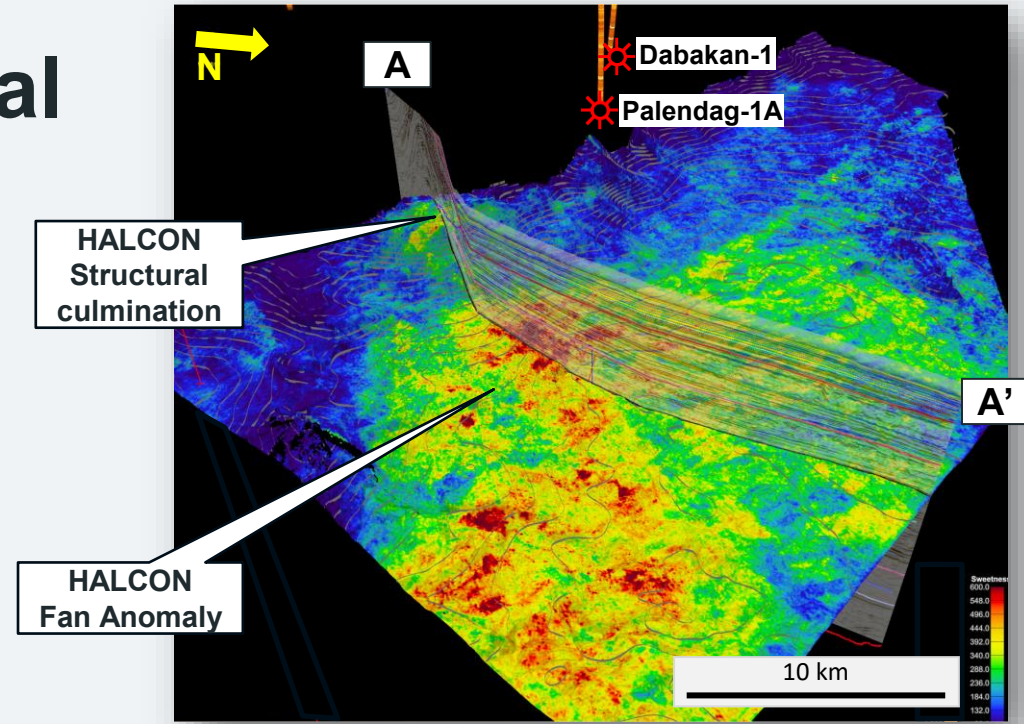 al
N
A
Dabakan-1
Palendag-1A
HALCON
Structural
culmination
A’
HALCON
Fan Anomaly
Sweetness
600.0
548.0
496.0
444.0
392.0
340.0
288.0
236.0
184.0
132.0
10 km